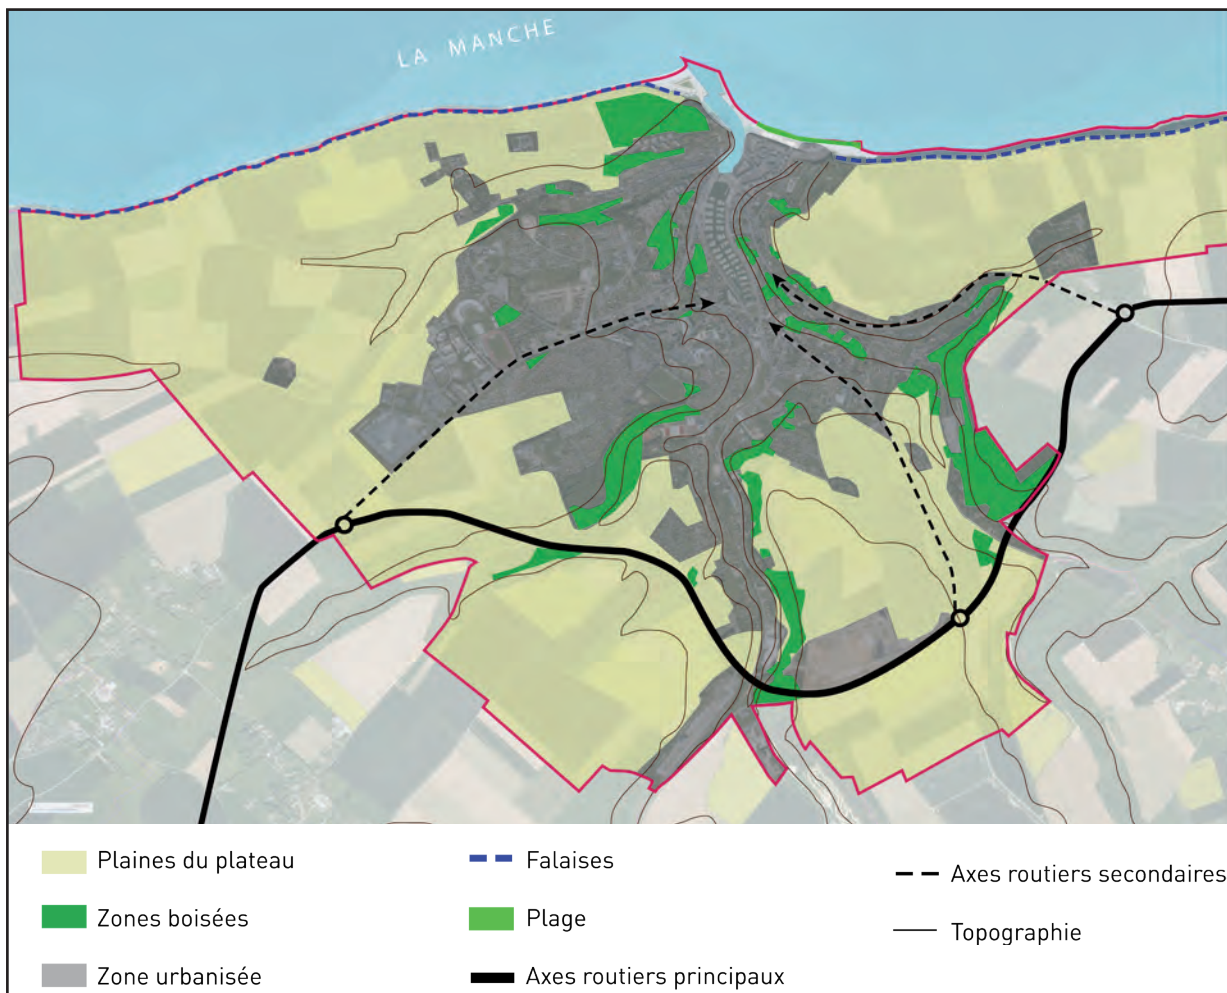 LA MANCHE
Plaines du plateau
Zones boisées
Zone urbanisée
Falaises
Plage
Axes routiers principaux
Axes routiers secondaires
Topographie